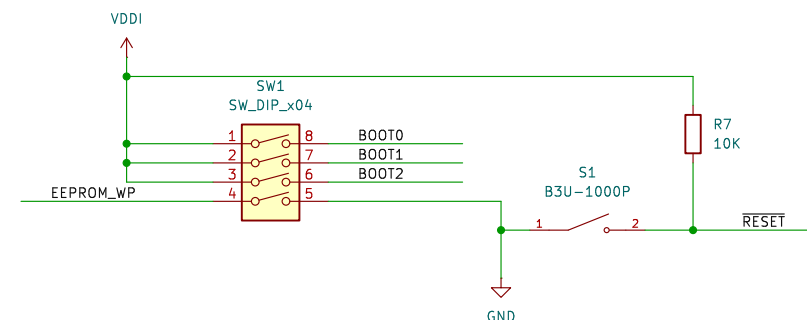 VDDI
SW1
SW_DIP_x04
1 8 BOOT0
2 7 BOOT1
3 6 BOOT2
EEPROM_WP 4 5
R7
10K
S1
B3U-1000P
1 2
RESET
GND